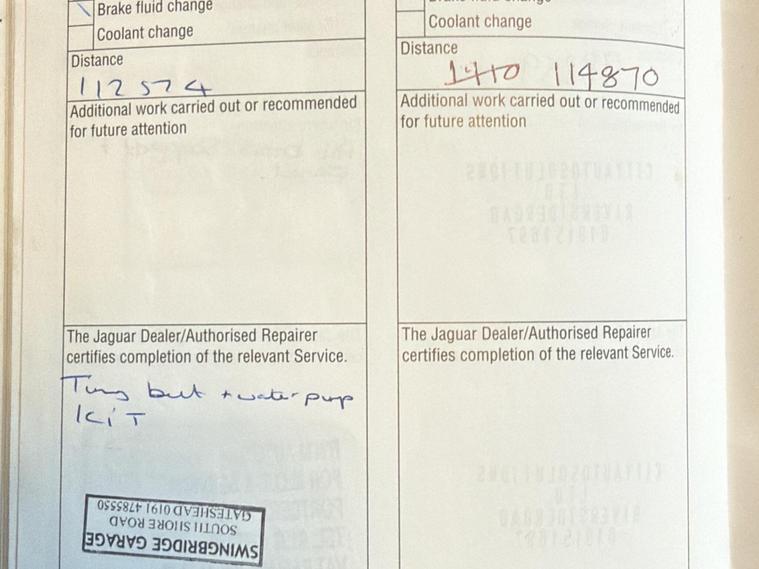 Brake fluid change
Coolant change
Distance
112574
Additional work carried out or recommended
for future attention
The Jaguar Dealer/Authorised Repairer
certifies completion of the relevant Service.
Timing belt + water pump
KiT
SWINGBRIDGE GARAGE
SOUTH SHORE ROAD
GATESHEAD 0191 4785550
Coolant change
Distance
114870
Additional work carried out or recommended
for future attention
The Jaguar Dealer/Authorised Repairer
certifies completion of the relevant Service.